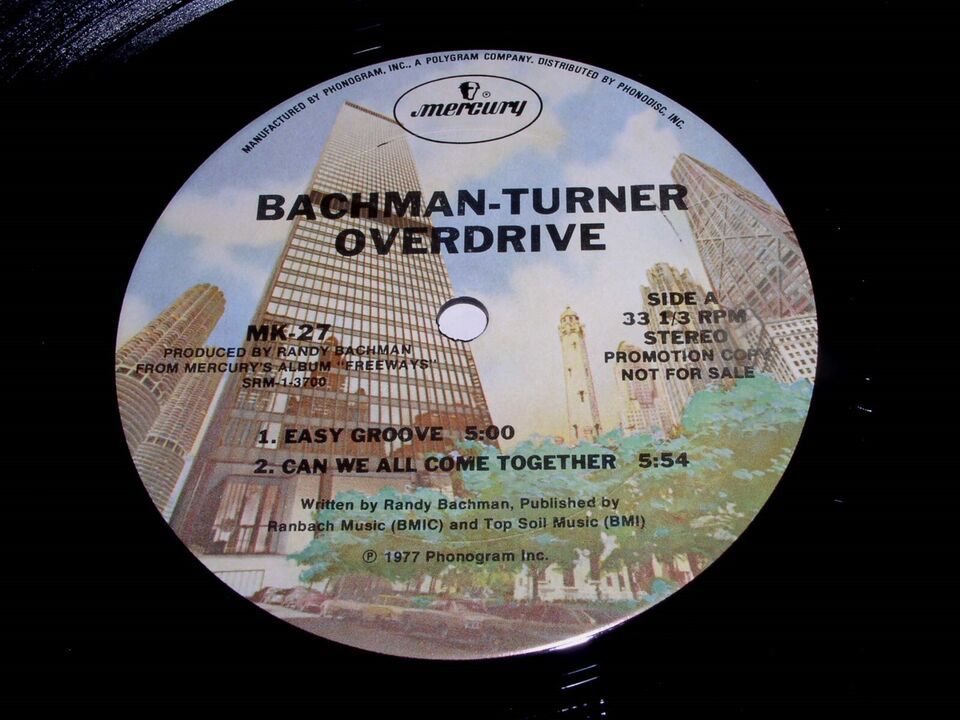 MANUFACTURED BY PHONOGRAM, INC., A POLYGRAM COMPANY. DISTRIBUTED BY PHONODISC, INC.
mercury ®
BACHMAN-TURNER
OVERDRIVE
MK-27
PRODUCED BY RANDY BACHMAN
FROM MERCURY'S ALBUM "FREEWAYS"
SRM-1-3700
SIDE A
33 1/3 RPM
STEREO
PROMOTION COPY
NOT FOR SALE
1. EASY GROOVE 5:00
2. CAN WE ALL COME TOGETHER 5:54
Written by Randy Bachman, Published by
Ranbach Music (BMIC) and Top Soil Music (BMI)
℗ 1977 Phonogram Inc.